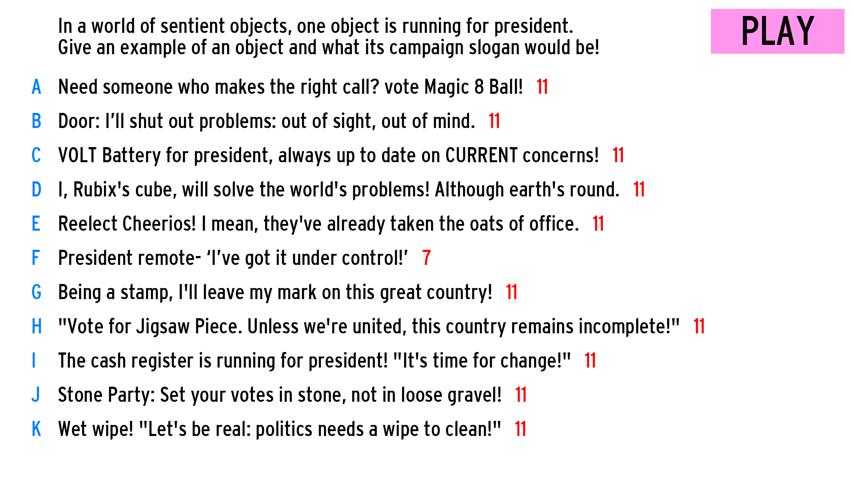 In a world of sentient objects, one object is running for president.
PLAY
Give an example of an object and what its campaign slogan would be!
A Need someone who makes the right call? vote Magic 8 Ball! 11
B Door: I'll shut out problems: out of sight, out of mind. 11
C VOLT Battery for president, always up to date on CURRENT concerns! 11
D I, Rubix's cube, will solve the world's problems! Although earth's round. 11
E Reelect Cheerios! I mean, they've already taken the oats of office. 11
F President remote- ‘I've got it under control!’ 7
G Being a stamp, I'll leave my mark on this great country! 11
H "Vote for Jigsaw Piece. Unless we're united, this country remains incomplete!" 11
I The cash register is running for president! "It's time for change!" 11
J Stone Party: Set your votes in stone, not in loose gravel! 11
K Wet wipe! "Let's be real: politics needs a wipe to clean!" 11